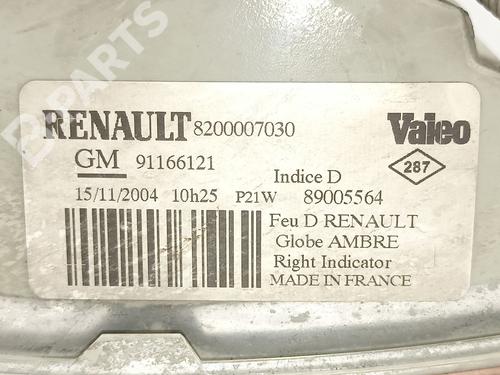 B-PARTS
RENAULT 8200007030 Valeo
GM 91166121 Indice D 287
15/11/2004 10h25 P21W 89005564
Feu D RENAULT
Globe AMBRE
Right Indicator
MADE IN FRANCE